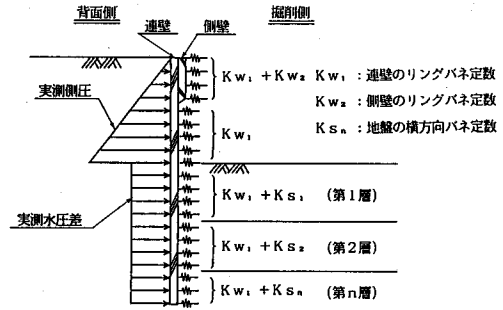 背面側
掘削側
連壁
側壁
Kw₁+Kw₂
Kw₁:連壁のリングバネ定数
Kw₂:側壁のリングバネ定数
Ksₙ:地盤の横方向バネ定数
実測側圧
Kw₁
実測水圧差
Kw₁+Ks₁ (第1層)
Kw₁+Ks₂ (第2層)
Kw₁+Ksₙ (第n層)